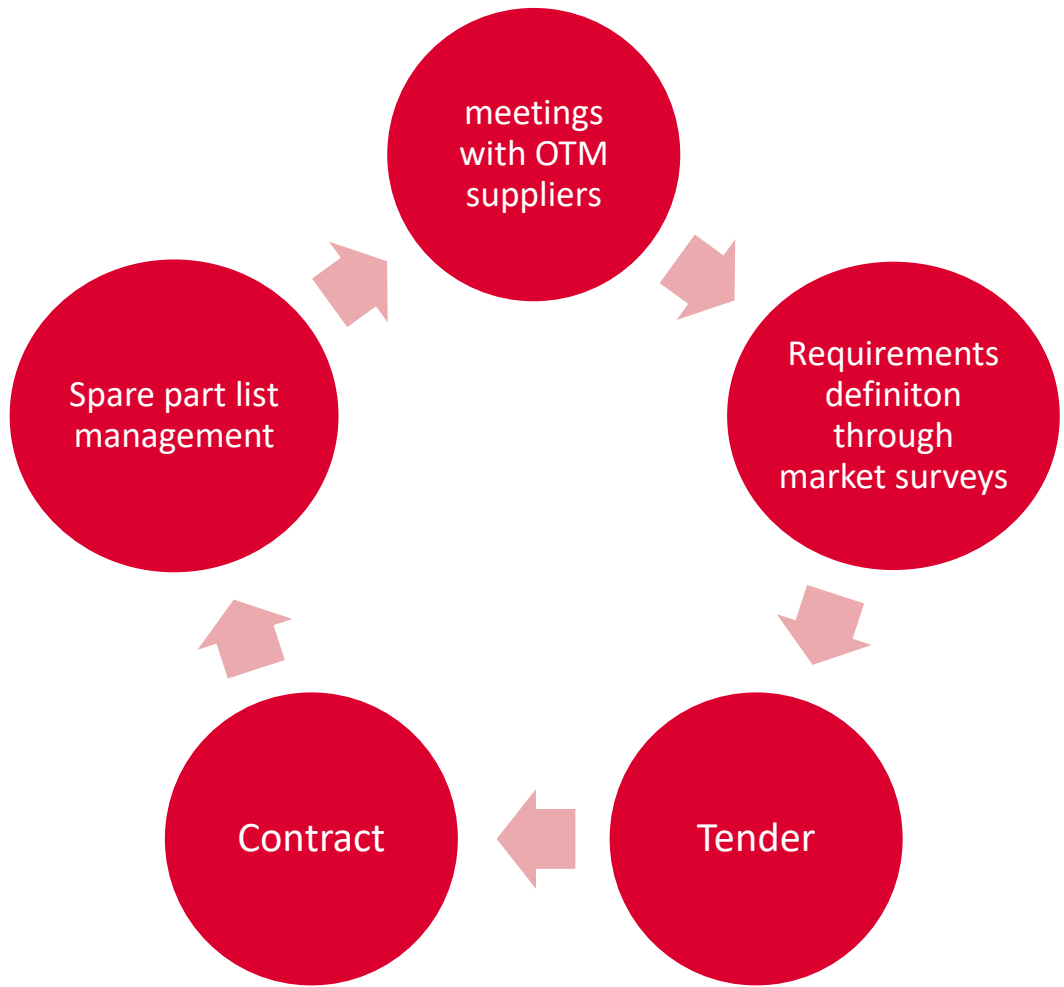 meetings
with OTM
suppliers
Requirements
definiton
through
market surveys
Tender
Contract
Spare part list
management